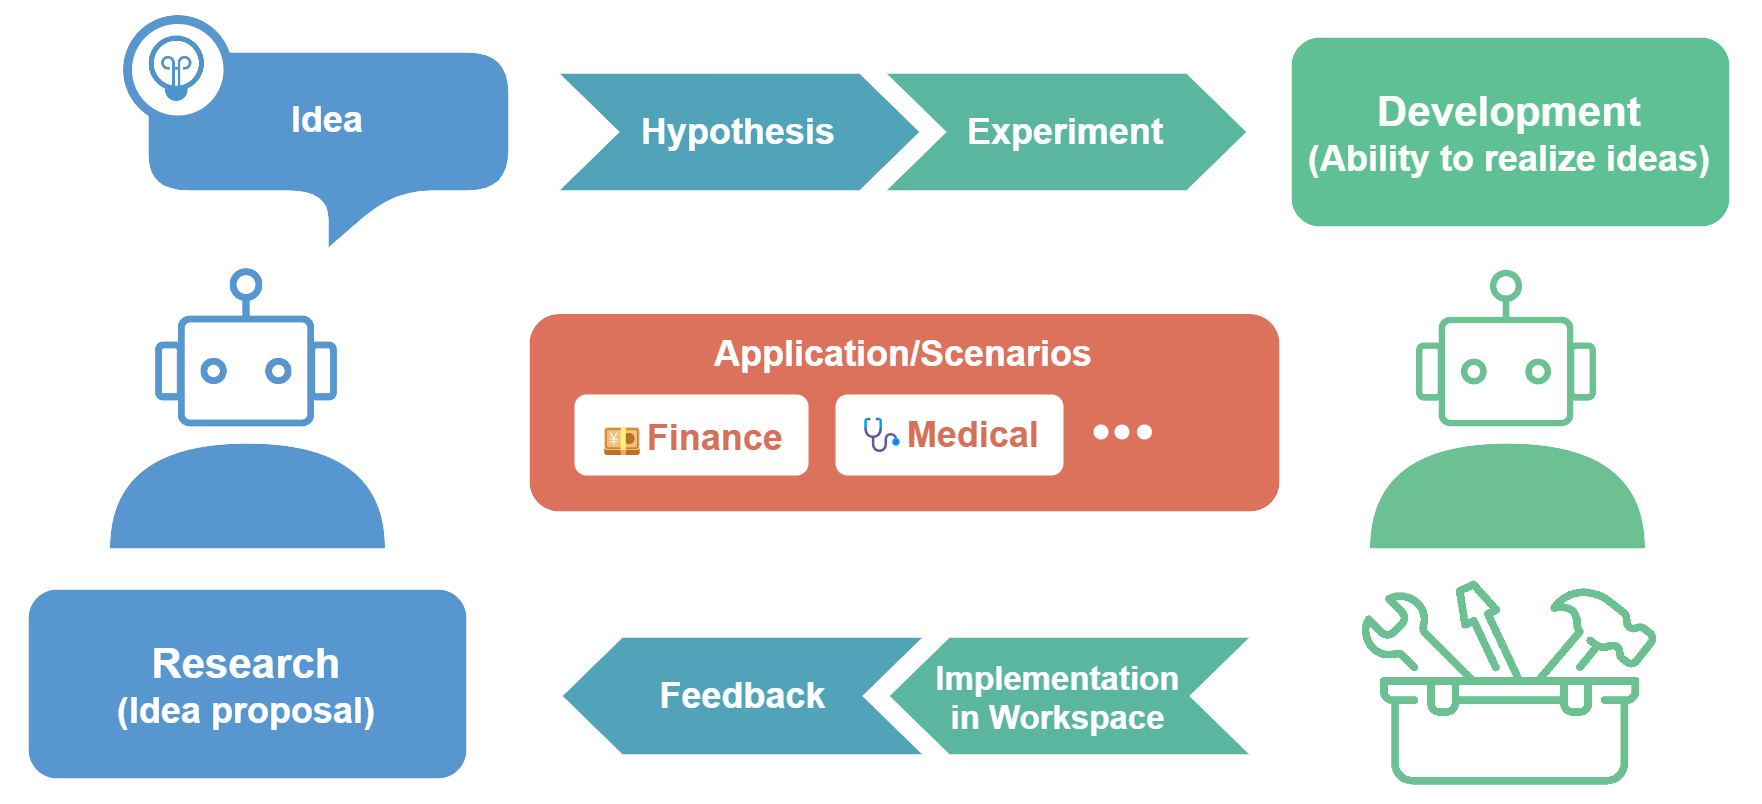 Idea
Hypothesis
Experiment
Development
(Ability to realize ideas)
Application/Scenarios
Finance
Medical
Research
(Idea proposal)
Feedback
Implementation
in Workspace